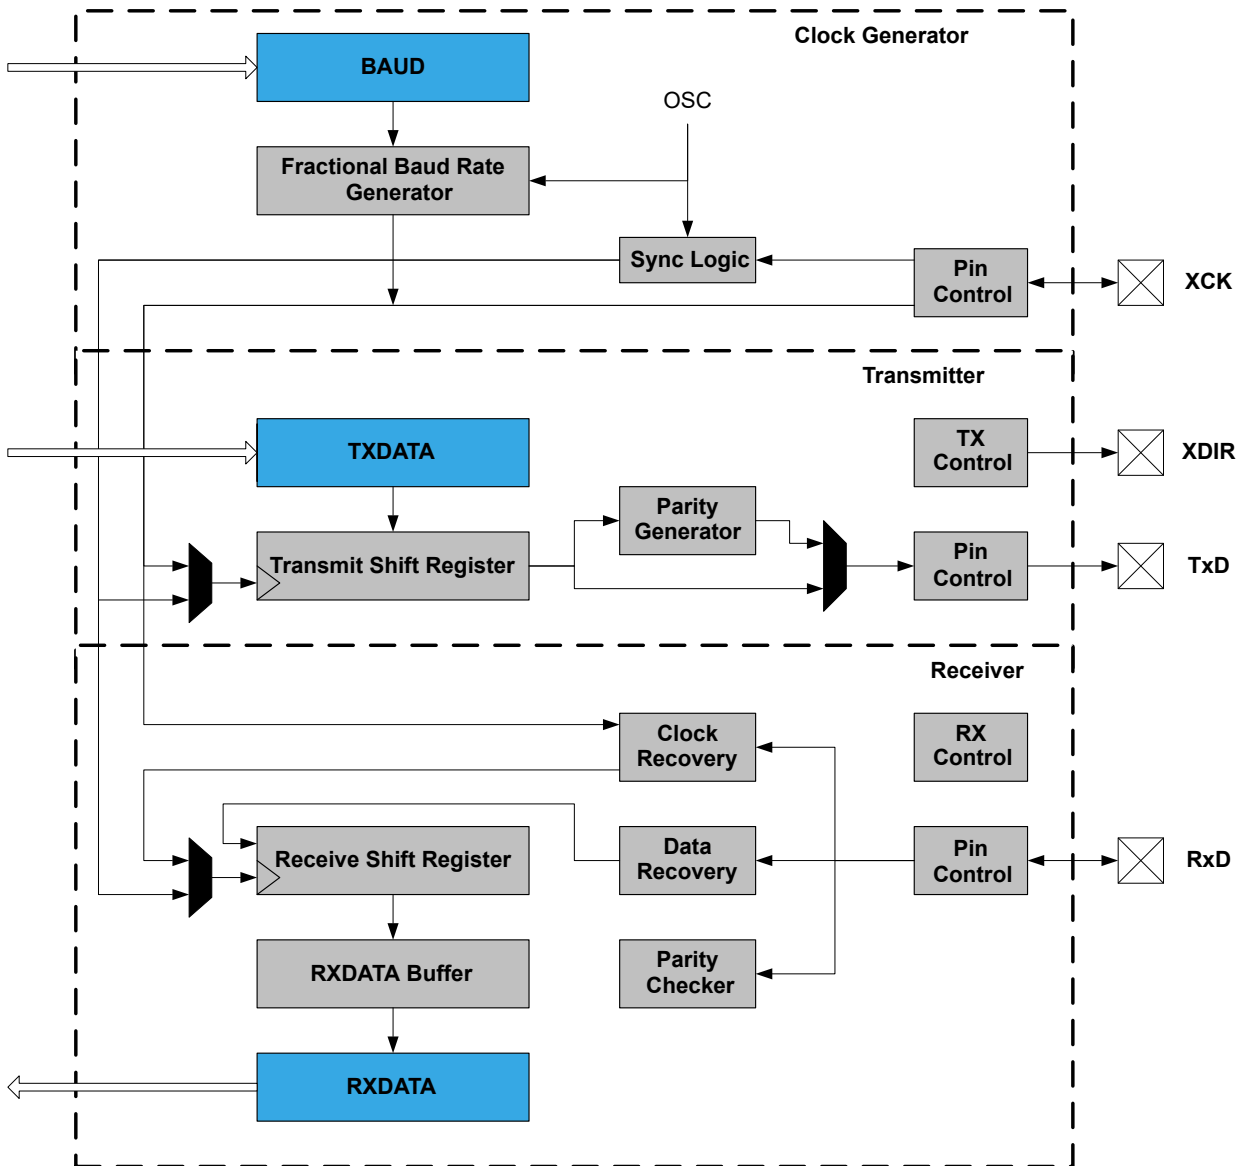 Clock Generator
BAUD
OSC
Fractional Baud Rate
Generator
Sync Logic
Pin
Control
XCK
Transmitter
TXDATA
TX
Control
XDIR
Parity
Generator
Transmit Shift Register
Pin
Control
TxD
Receiver
Clock
Recovery
RX
Control
Receive Shift Register
Data
Recovery
Pin
Control
RxD
RXDATA Buffer
Parity
Checker
RXDATA